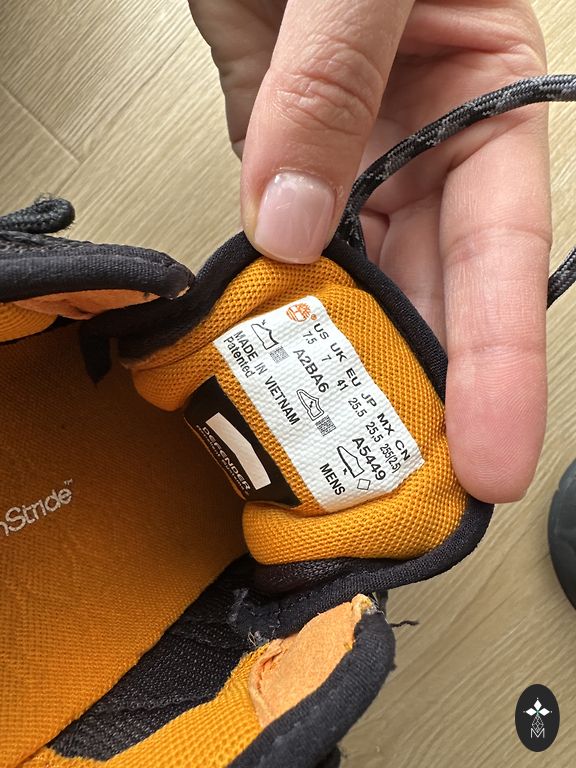 US UK EU JP MX CN
7.5 7 41 25.5 25.5 255(2.5)
A2BA6 A5449
MADE IN VIETNAM MENS
Patented
DEFENDER
nStride™
M